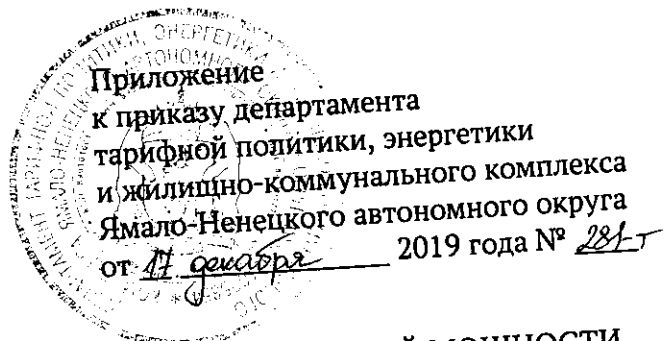 Приложение
к приказу департамента
тарифной политики, энергетики
и жилищно-коммунального комплекса
Ямало-Ненецкого автономного округа
от 17 декабря 2019 года № 281-т
мощности